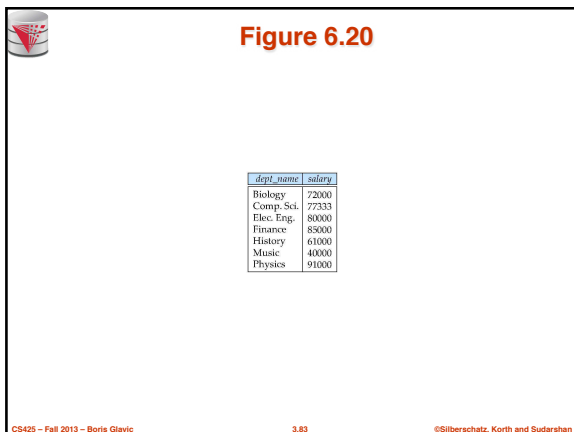 Figure 6.20
dept_name salary
Biology 72000
Comp. Sci. 77333
Elec. Eng. 80000
Finance 85000
History 61000
Music 40000
Physics 91000
CS425 – Fall 2013 – Boris Glavic 3.83 ©Silberschatz, Korth and Sudarshan